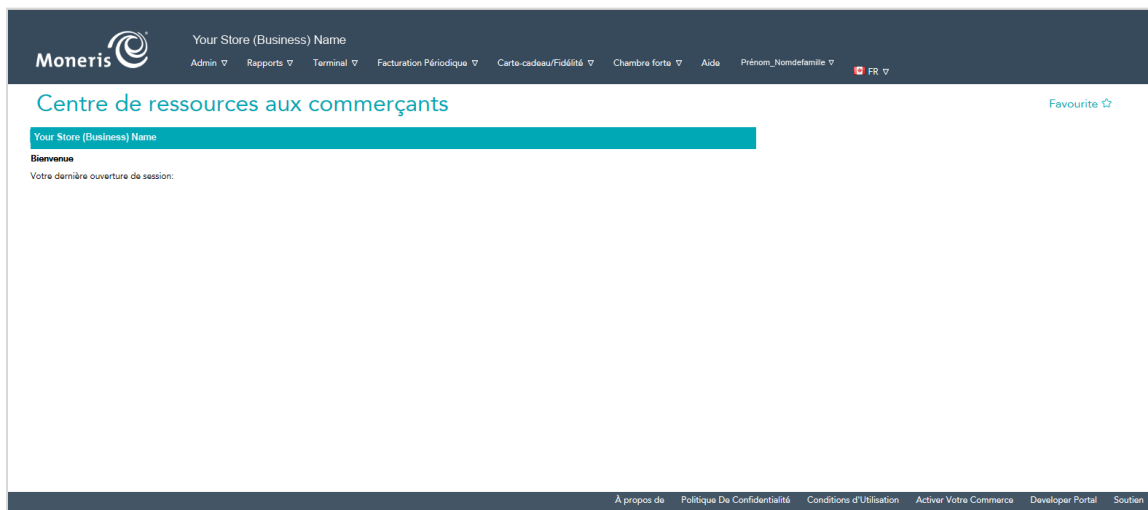 Moneris
Your Store (Business) Name
Admin Rapports Terminal Facturation Périodique Carte-cadeau/Fidélité Chambre forte Aide Prénom_Nomdefamille FR
Centre de ressources aux commerçants
Favourite
Your Store (Business) Name
Bienvenue
Votre dernière ouverture de session:
À propos de Politique De Confidentialité Conditions d'Utilisation Activer Votre Commerce Developer Portal Soutien